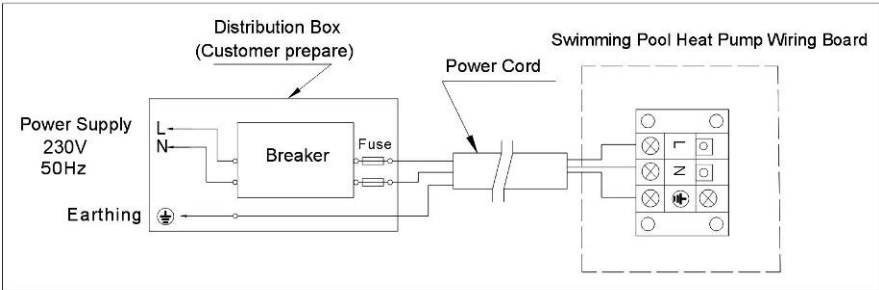 Distribution Box
(Customer prepare)
Swimming Pool Heat Pump Wiring Board
Power Cord
Power Supply
230V
50Hz
L
N
Breaker
Fuse
Earthing
L
N